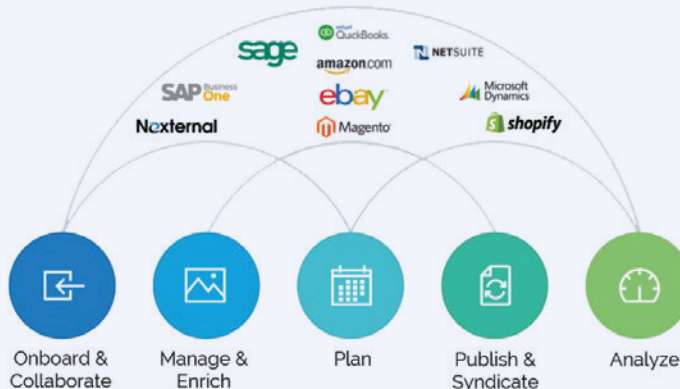 intuit
QuickBooks.
sage
NETSUITE
amazon.com
SAP Business
One
ebay
Microsoft
Dynamics
Nexternal
Magento
shopify
Onboard &
Collaborate
Manage &
Enrich
Plan
Publish &
Syndicate
Analyze